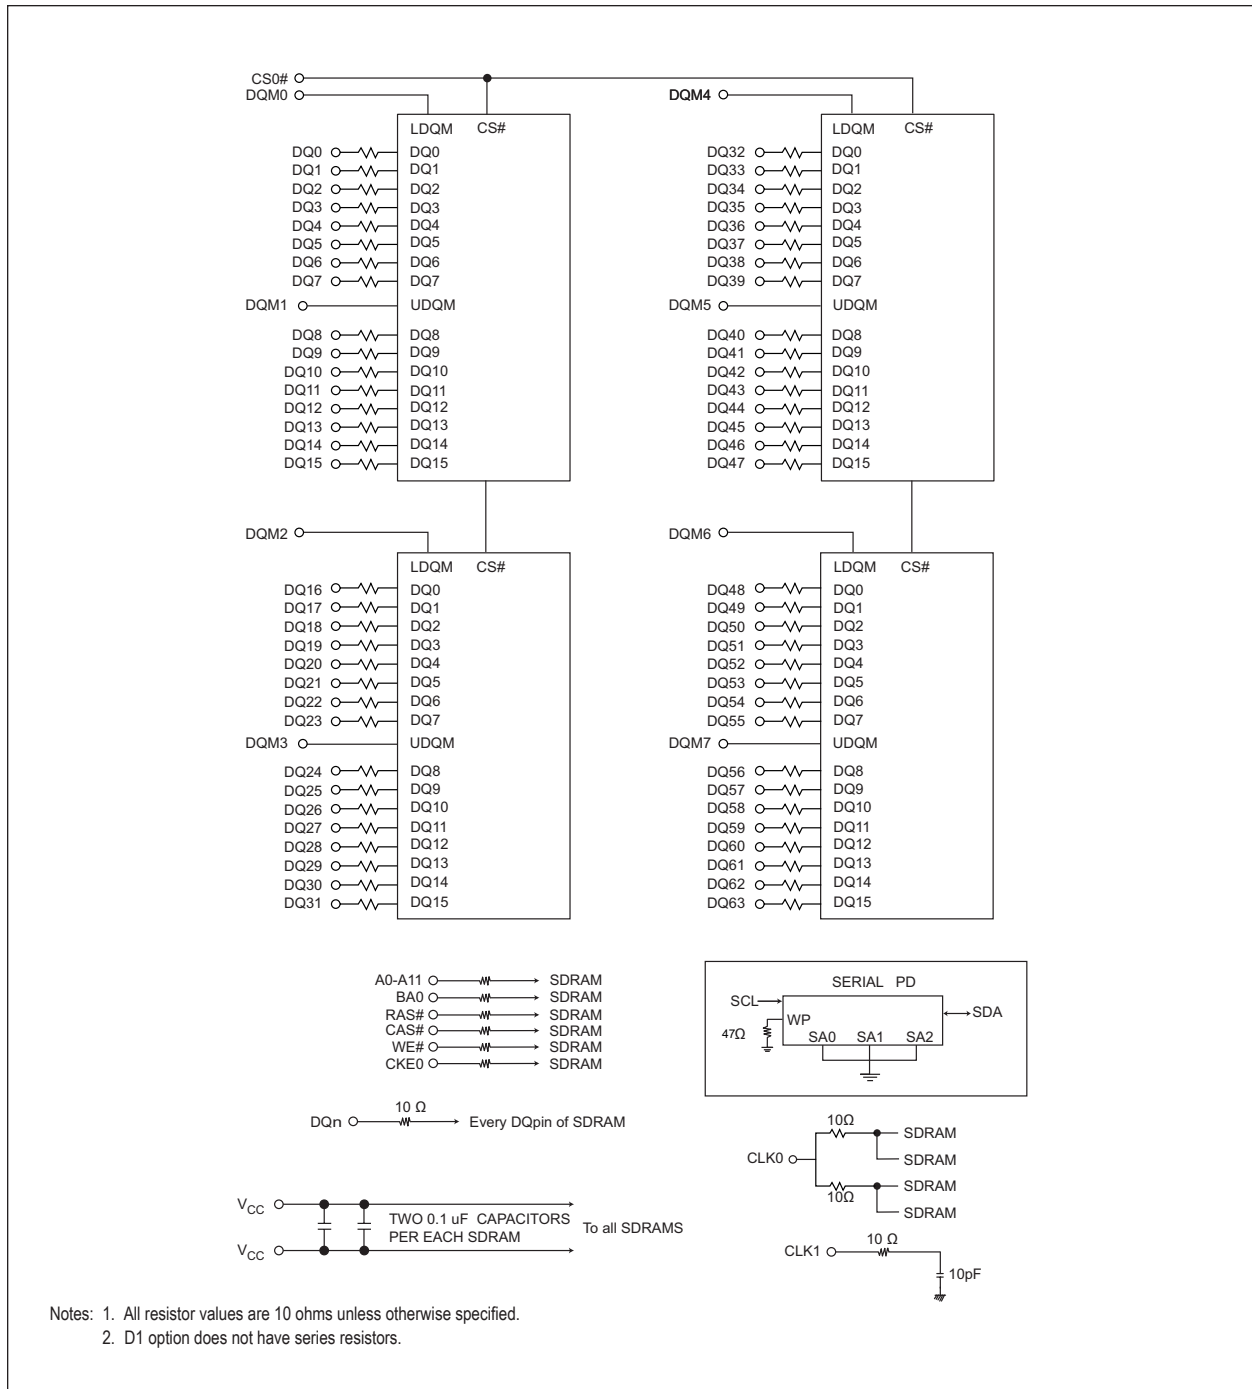 CS0#
DQM0
LDQM CS#
DQ0 DQ0
DQ1 DQ1
DQ2 DQ2
DQ3 DQ3
DQ4 DQ4
DQ5 DQ5
DQ6 DQ6
DQ7 DQ7
DQM1 UDQM
DQ8 DQ8
DQ9 DQ9
DQ10 DQ10
DQ11 DQ11
DQ12 DQ12
DQ13 DQ13
DQ14 DQ14
DQ15 DQ15
DQM4
LDQM CS#
DQ32 DQ0
DQ33 DQ1
DQ34 DQ2
DQ35 DQ3
DQ36 DQ4
DQ37 DQ5
DQ38 DQ6
DQ39 DQ7
DQM5 UDQM
DQ40 DQ8
DQ41 DQ9
DQ42 DQ10
DQ43 DQ11
DQ44 DQ12
DQ45 DQ13
DQ46 DQ14
DQ47 DQ15
DQM2
LDQM CS#
DQ16 DQ0
DQ17 DQ1
DQ18 DQ2
DQ19 DQ3
DQ20 DQ4
DQ21 DQ5
DQ22 DQ6
DQ23 DQ7
DQM3 UDQM
DQ24 DQ8
DQ25 DQ9
DQ26 DQ10
DQ27 DQ11
DQ28 DQ12
DQ29 DQ13
DQ30 DQ14
DQ31 DQ15
DQM6
LDQM CS#
DQ48 DQ0
DQ49 DQ1
DQ50 DQ2
DQ51 DQ3
DQ52 DQ4
DQ53 DQ5
DQ54 DQ6
DQ55 DQ7
DQM7 UDQM
DQ56 DQ8
DQ57 DQ9
DQ58 DQ10
DQ59 DQ11
DQ60 DQ12
DQ61 DQ13
DQ62 DQ14
DQ63 DQ15
A0-A11 SDRAM
BA0 SDRAM
RAS# SDRAM
CAS# SDRAM
WE# SDRAM
CKE0 SDRAM
10 Ω
DQn Every DQpin of SDRAM
SERIAL PD
SCL
WP
SDA
47Ω
SA0 SA1 SA2
10Ω
SDRAM
CLK0 SDRAM
SDRAM
10Ω
SDRAM
VCC
TWO 0.1 uF CAPACITORS
PER EACH SDRAM
To all SDRAMS
VCC
10 Ω
CLK1
10pF
Notes: 1. All resistor values are 10 ohms unless otherwise specified.
2. D1 option does not have series resistors.